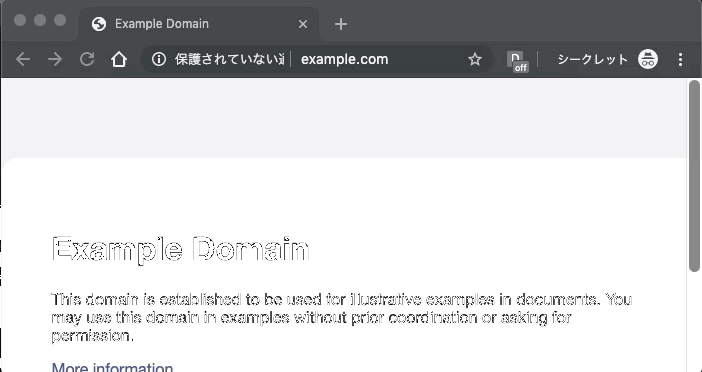 Example Domain
保護されていない通 example.com
off
シークレット
Example Domain
This domain is established to be used for illustrative examples in documents. You
may use this domain in examples without prior coordination or asking for
permission.
More information